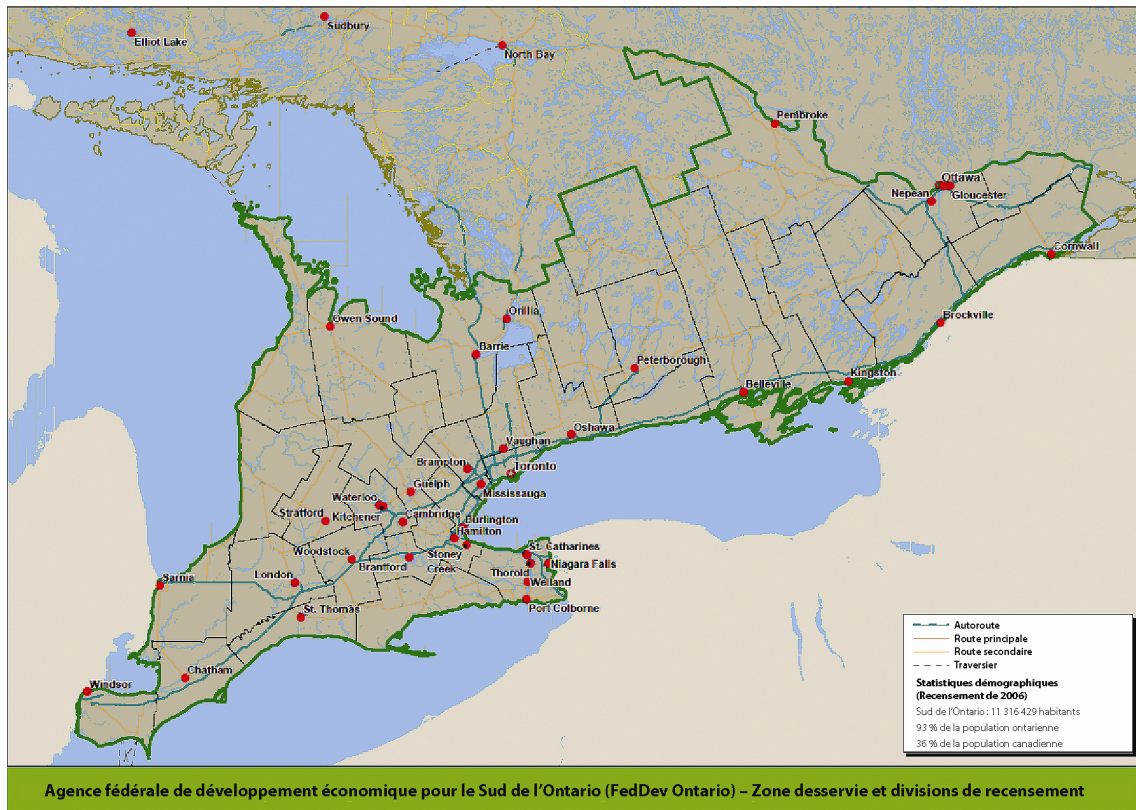 Sudbury
Elliot Lake
North Bay
Pembroke
Ottawa
Nepean
Gloucester
Cornwall
Orillia
Owen Sound
Brockville
Barrie
Peterborough
Kingston
Belleville
Oshawa
Vaughan
Brampton
Toronto
Guelph
Mississauga
Waterloo
Stratford
Kitchener
Cambridge
Burlington
Hamilton
Woodstock
Stoney
Creek
St. Catharines
Brantford
Thorold
Niagara Falls
Sarnia
London
Welland
St. Thomas
Port Colborne
Chatham
Windsor
Autoroute
Route principale
Route secondaire
Traversier
Statistiques démographiques
(Recensement de 2006)
Sud de l'Ontario : 11 316 429 habitants
93 % de la population ontarienne
36 % de la population canadienne
Agence fédérale de développement économique pour le Sud de l'Ontario (FedDev Ontario) – Zone desservie et divisions de recensement